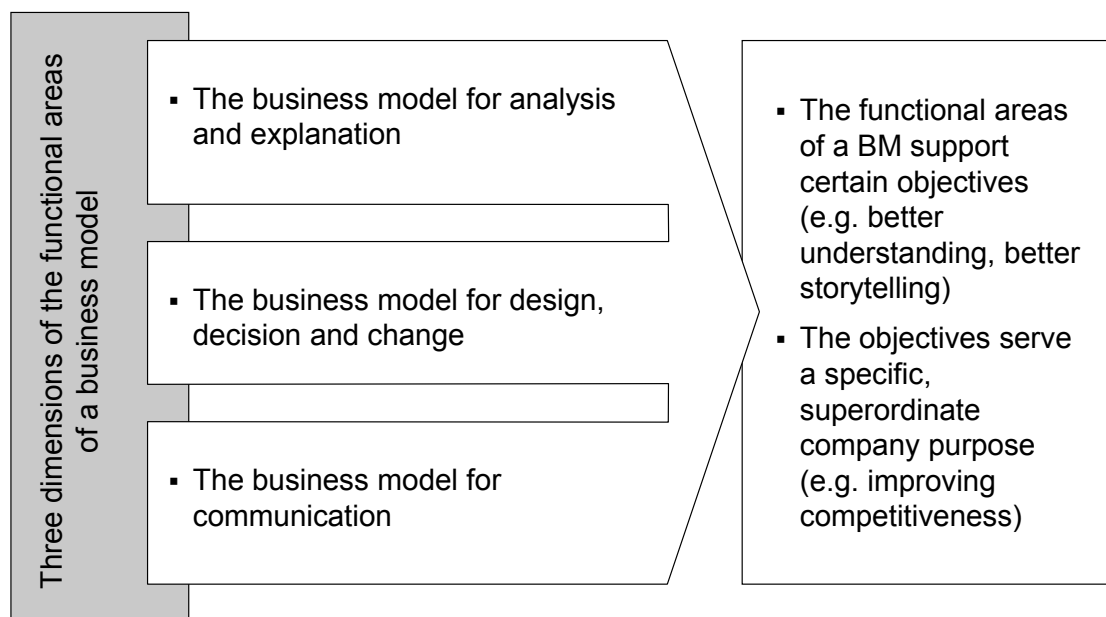 Three dimensions of the functional areas
of a business model
▪ The business model for analysis
and explanation
▪ The business model for design,
decision and change
▪ The business model for
communication
▪ The functional areas
of a BM support
certain objectives
(e.g. better
understanding, better
storytelling)
▪ The objectives serve
a specific,
superordinate
company purpose
(e.g. improving
competitiveness)